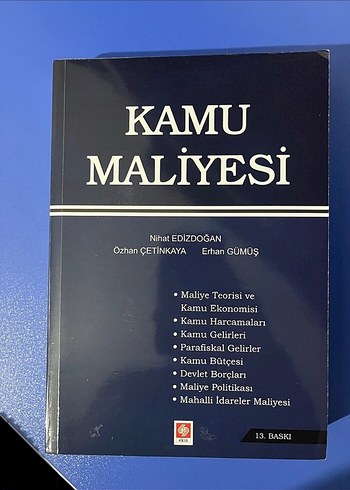 KAMU
MALİYESİ
Nihat EDİZDOĞAN
Özhan ÇETİNKAYA Erhan GÜMÜŞ
• Maliye Teorisi ve
Kamu Ekonomisi
• Kamu Harcamaları
• Kamu Gelirleri
• Parafiskal Gelirler
• Kamu Bütçesi
• Devlet Borçları
• Maliye Politikası
• Mahalli İdareler Maliyesi
EKİN
13. BASKI